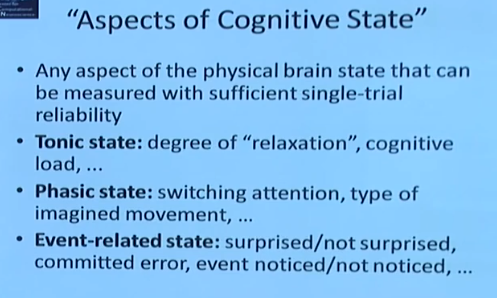 “Aspects of Cognitive State”
• Any aspect of the physical brain state that can
be measured with sufficient single-trial
reliability
• Tonic state: degree of “relaxation”, cognitive
load, ...
• Phasic state: switching attention, type of
imagined movement, ...
• Event-related state: surprised/not surprised,
committed error, event noticed/not noticed, ...